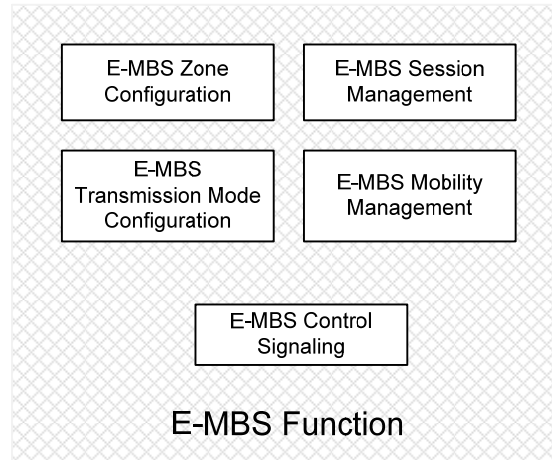 E-MBS Zone
Configuration
E-MBS Session
Management
E-MBS
Transmission Mode
Configuration
E-MBS Mobility
Management
E-MBS Control
Signaling
E-MBS Function